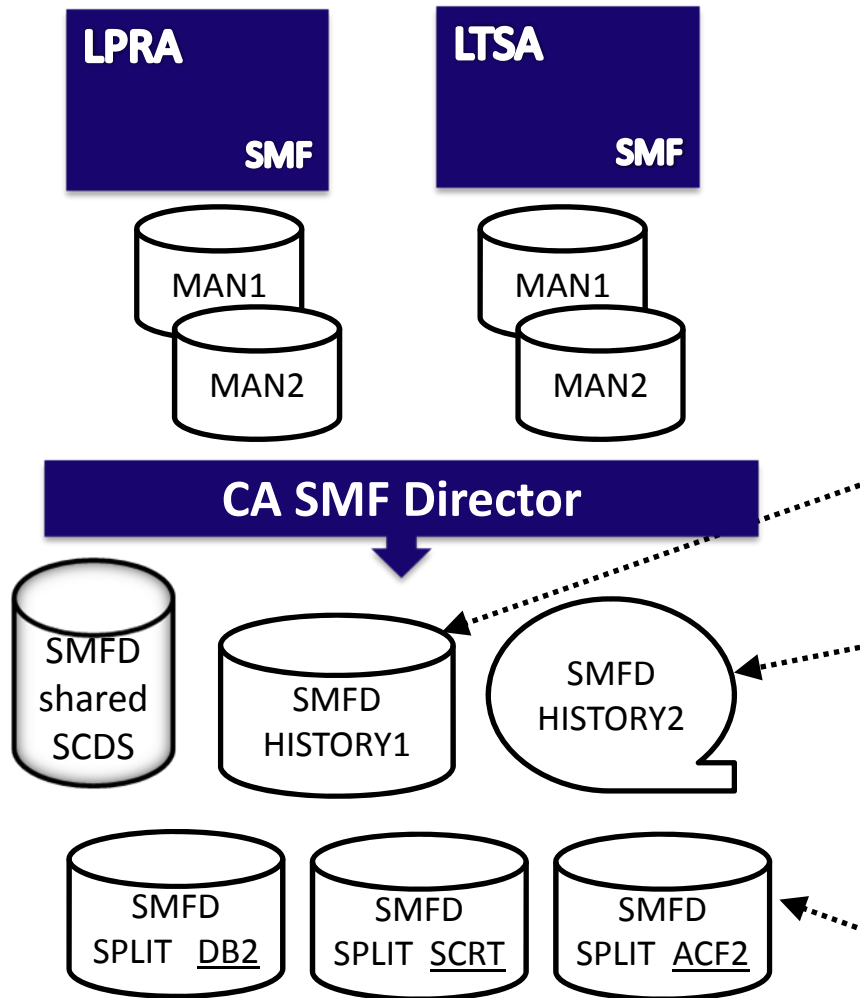 LPRA
SMF
LTSA
SMF
MAN1
MAN2
MAN1
MAN2
CA SMF Director
SMFD
shared
SCDS
SMFD
HISTORY1
SMFD
HISTORY2
SMFD
SPLIT DB2
SMFD
SPLIT SCRT
SMFD
SPLIT ACF2